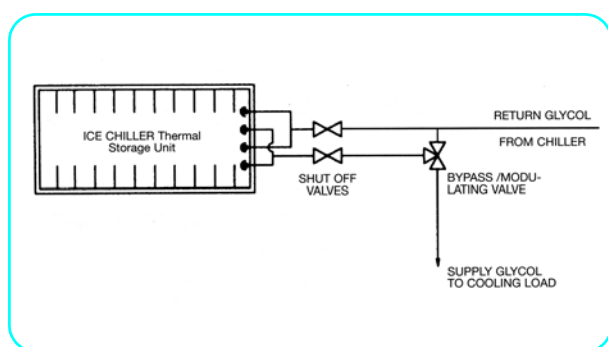 ICE CHILLER Thermal
Storage Unit
RETURN GLYCOL
FROM CHILLER
SHUT OFF
VALVES
BYPASS /MODU-
LATING VALVE
SUPPLY GLYCOL
TO COOLING LOAD